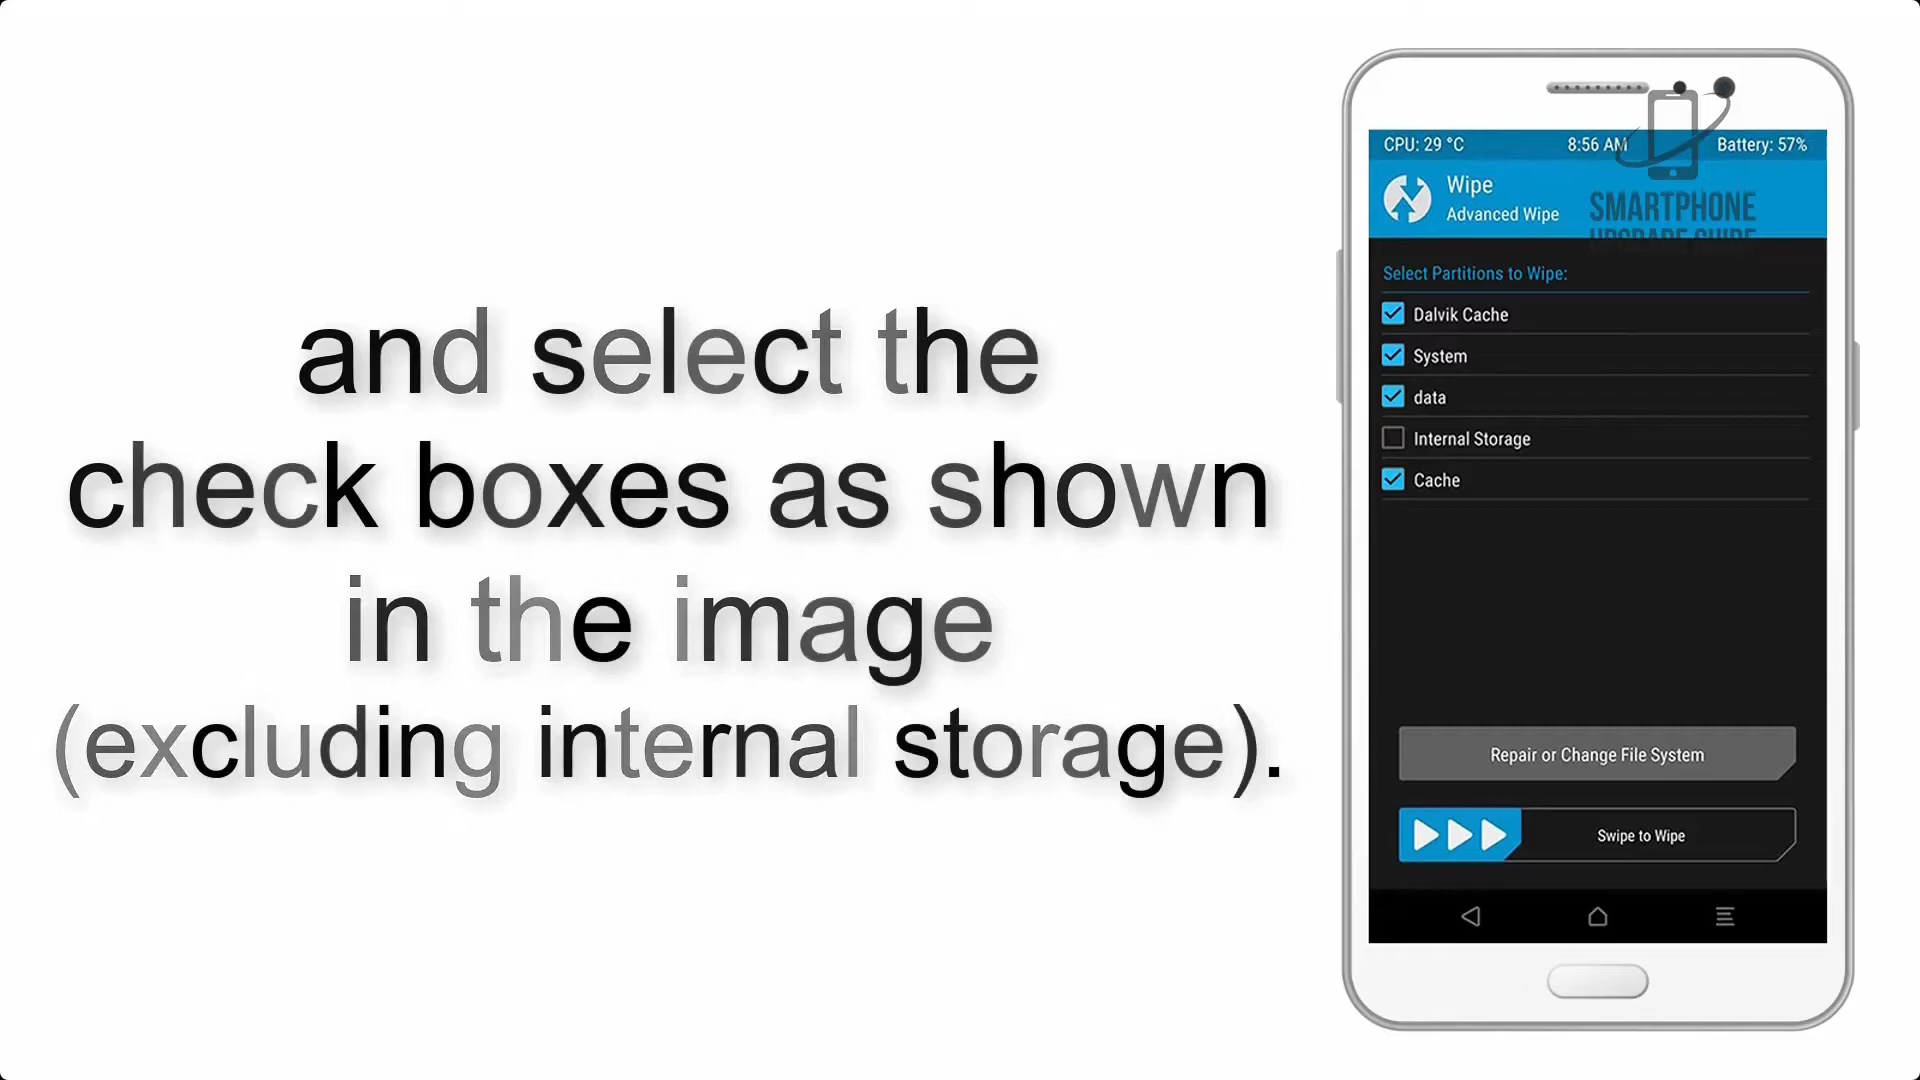 and select the
check boxes as shown
in the image
(excluding internal storage).
CPU: 29 °C 8:56 AM Battery: 57%
Wipe
Advanced Wipe
SMARTPHONE
UPGRADE GUIDE
Select Partitions to Wipe:
Dalvik Cache
System
data
Internal Storage
Cache
Repair or Change File System
Swipe to Wipe